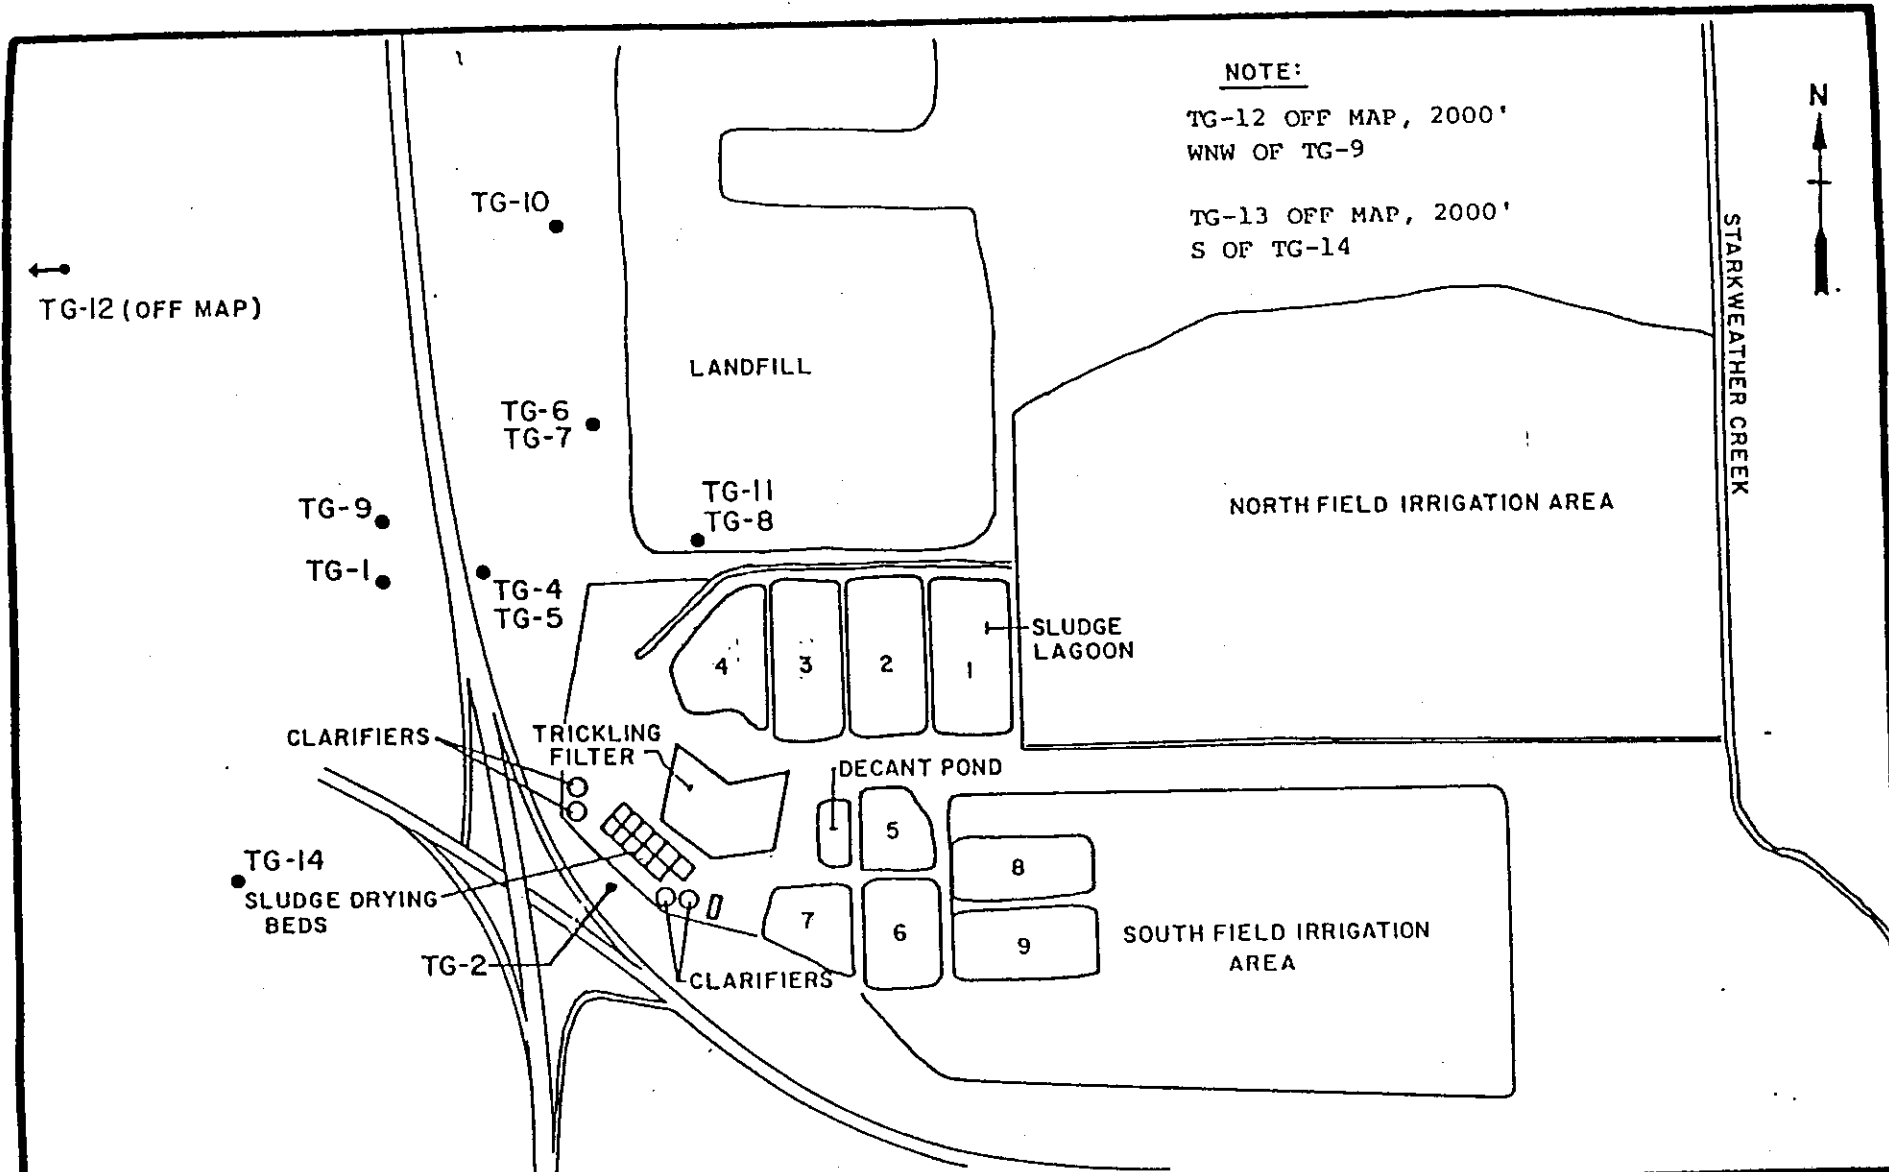 NOTE:
TG-12 OFF MAP, 2000'
WNW OF TG-9
TG-13 OFF MAP, 2000'
S OF TG-14
N
TG-10
STARKWEATHER CREEK
TG-12 (OFF MAP)
LANDFILL
TG-6
TG-7
TG-11
TG-8
NORTH FIELD IRRIGATION AREA
TG-9
TG-1
TG-4
TG-5
SLUDGE
LAGOON
4
3
2
1
CLARIFIERS
TRICKLING
FILTER
DECANT POND
5
TG-14
SLUDGE DRYING
BEDS
8
7
6
9
SOUTH FIELD IRRIGATION
AREA
TG-2
CLARIFIERS